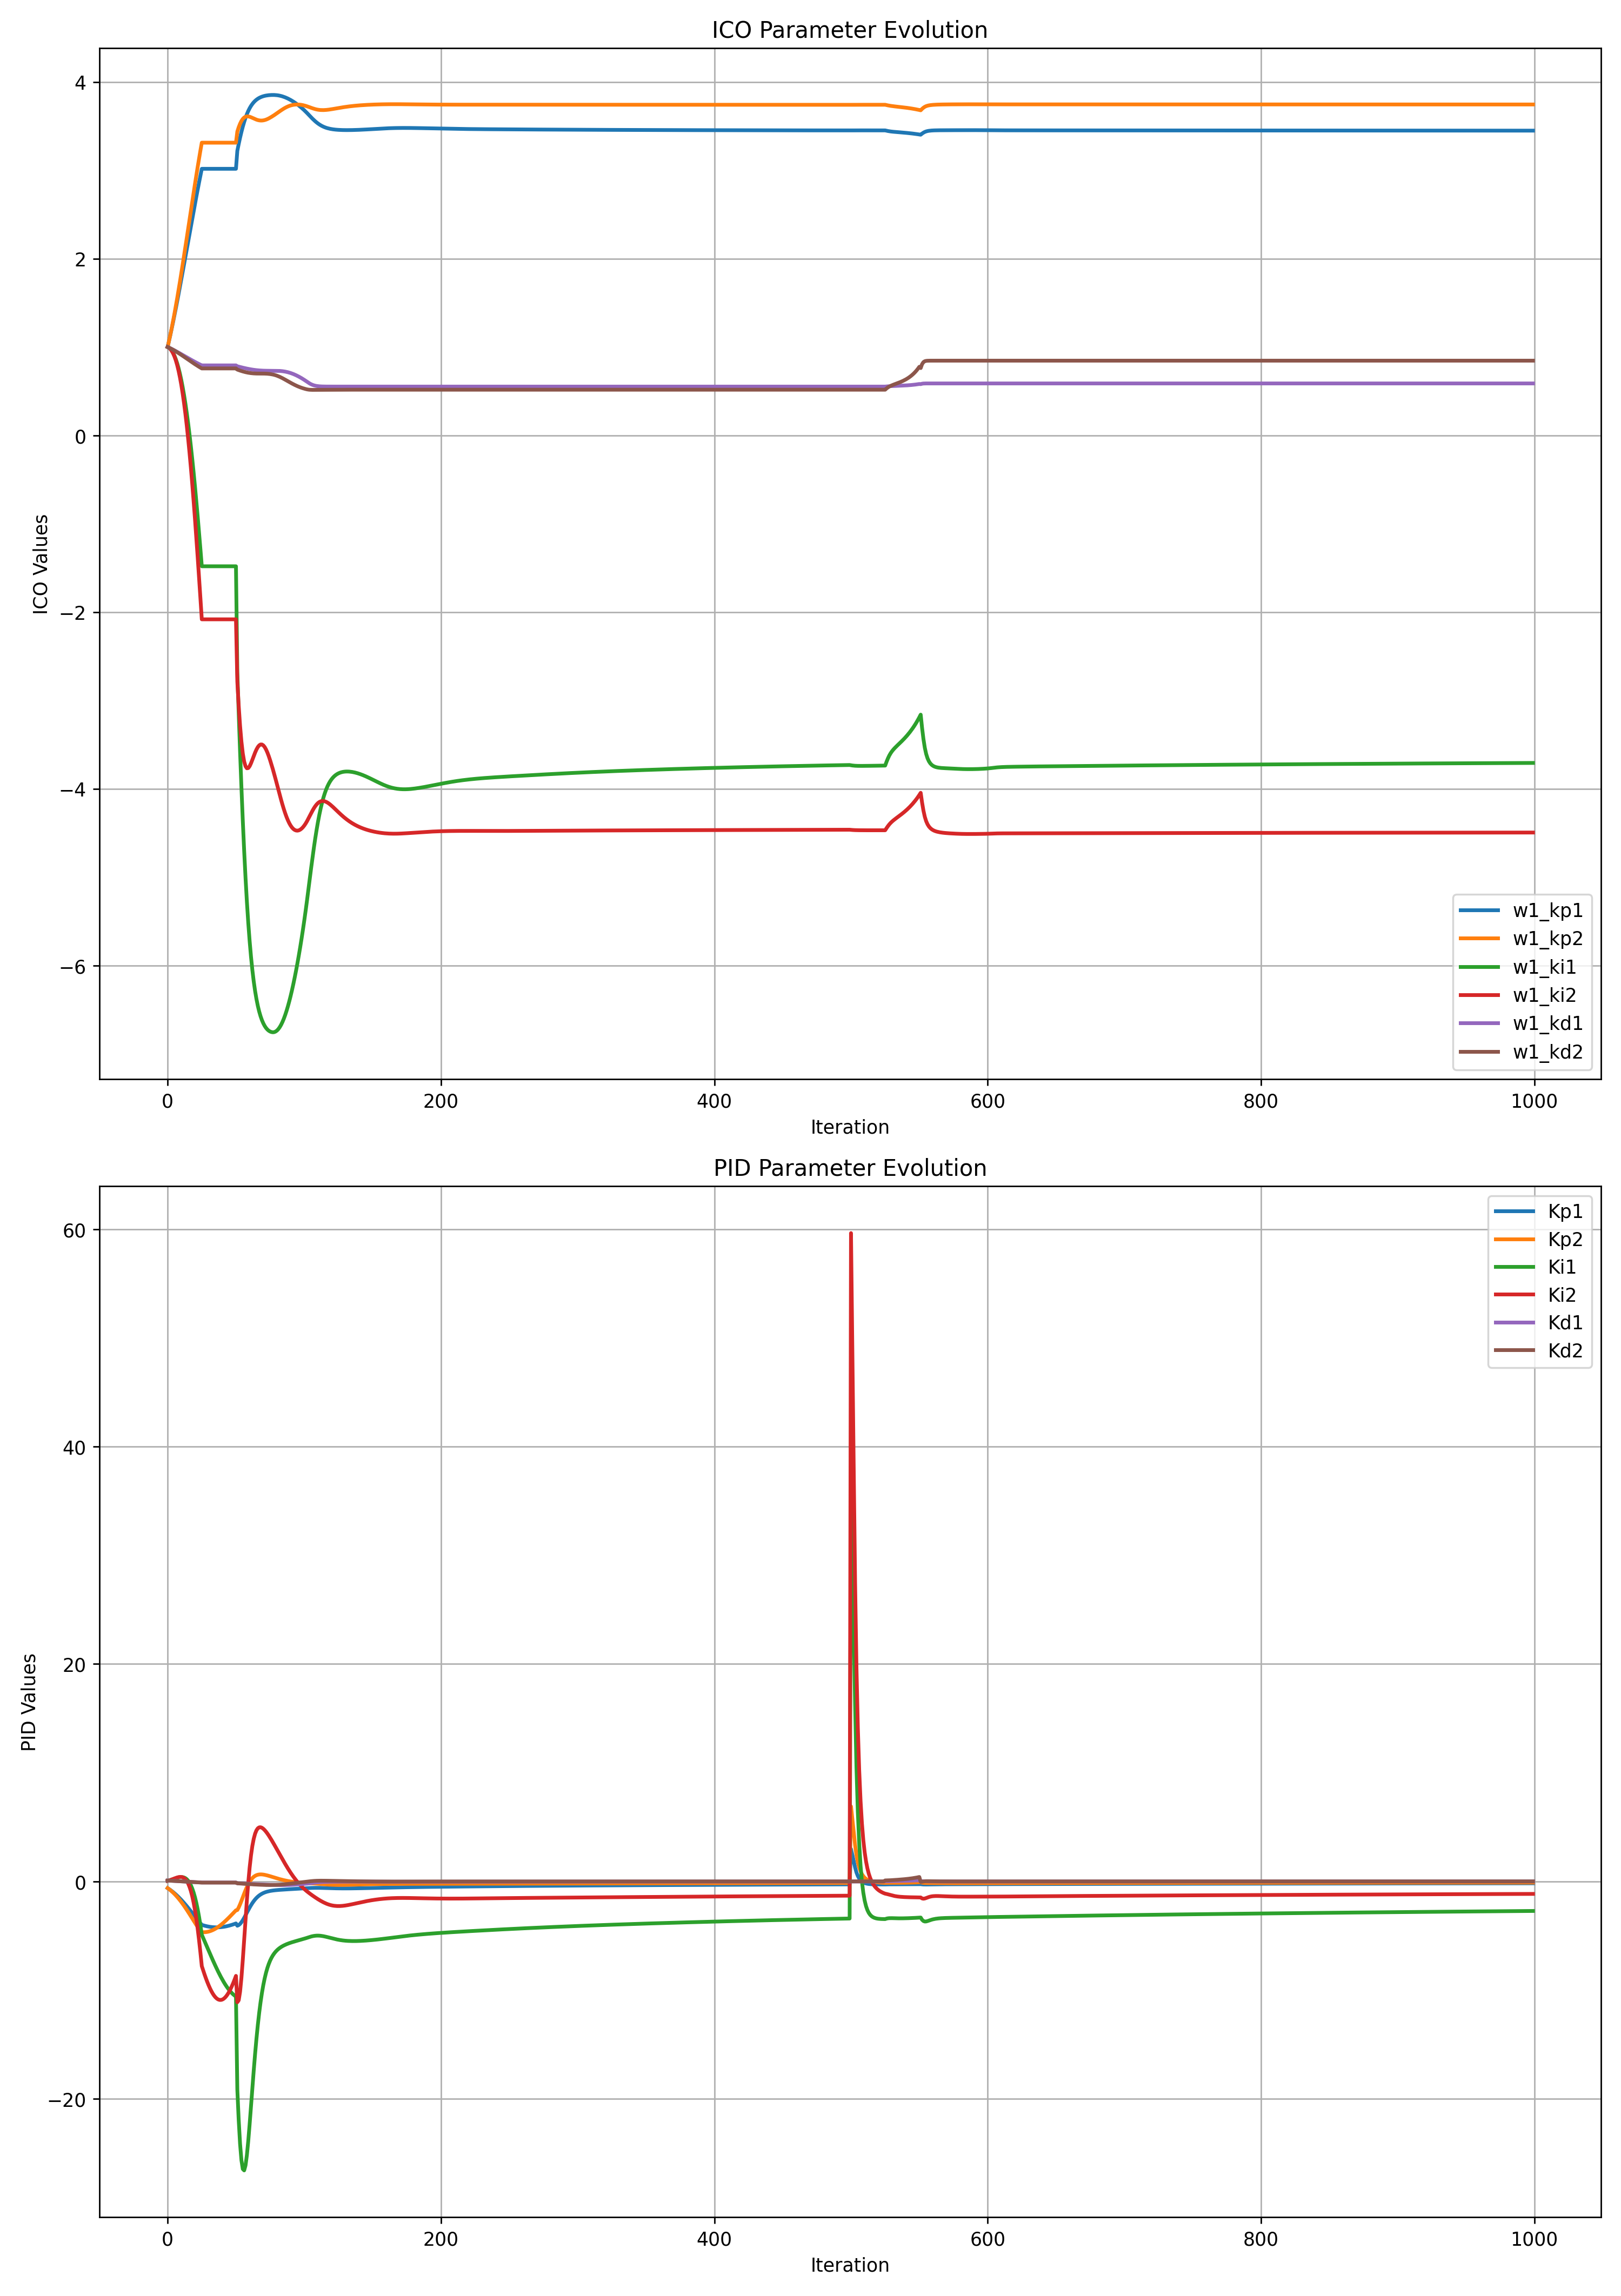 ICO Parameter Evolution
4
2
0
−2
−4
−6
ICO Values
w1_kp1
w1_kp2
w1_ki1
w1_ki2
w1_kd1
w1_kd2
0 200 400 600 800 1000
Iteration
PID Parameter Evolution
60
40
20
0
−20
PID Values
Kp1
Kp2
Ki1
Ki2
Kd1
Kd2
0 200 400 600 800 1000
Iteration